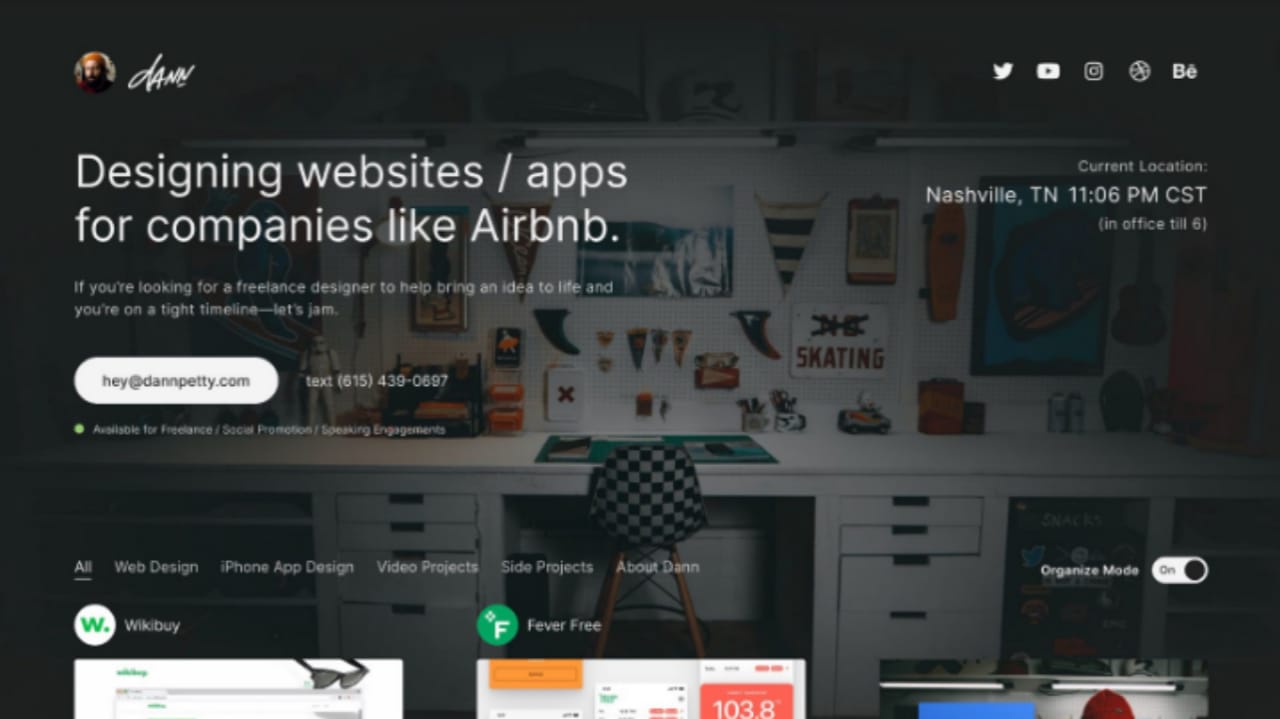 dANN
Bē
Designing websites / apps
for companies like Airbnb.
Current Location:
Nashville, TN 11:06 PM CST
(in office till 6)
If you're looking for a freelance designer to help bring an idea to life and
you're on a tight timeline—let's jam.
SKATING
hey@dannpetty.com
text (615) 439-0697
Available for Freelance / Social Promotion / Speaking Engagements
SNACKS
All Web Design iPhone App Design Video Projects Side Projects About Dann
Organize Mode On
W. Wikibuy
F Fever Free
wikibuy.
103.8